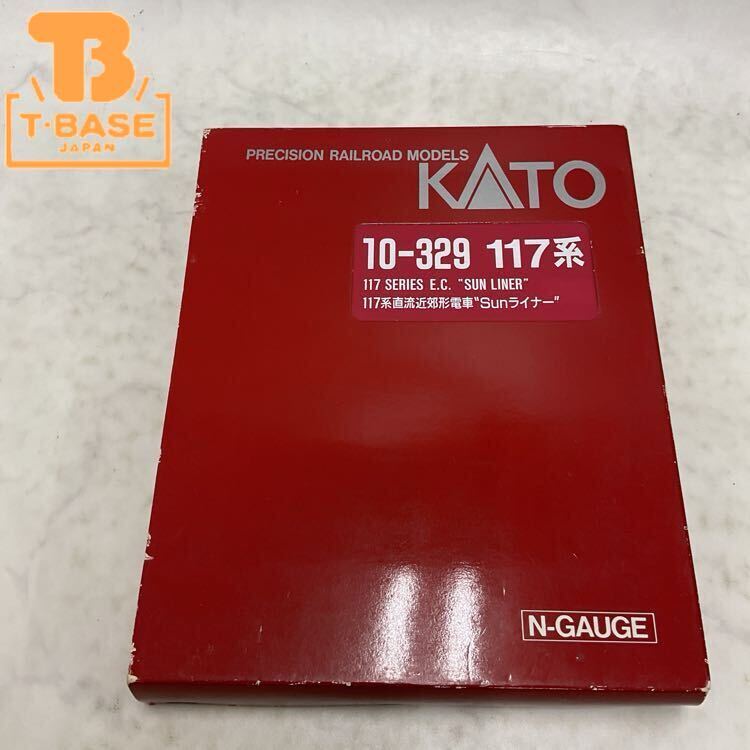 TB
T-BASE
JAPAN
PRECISION RAILROAD MODELS
KATO
10-329 117系
117 SERIES E.C. "SUN LINER"
117系直流近郊形電車"Sunライナー"
N-GAUGE